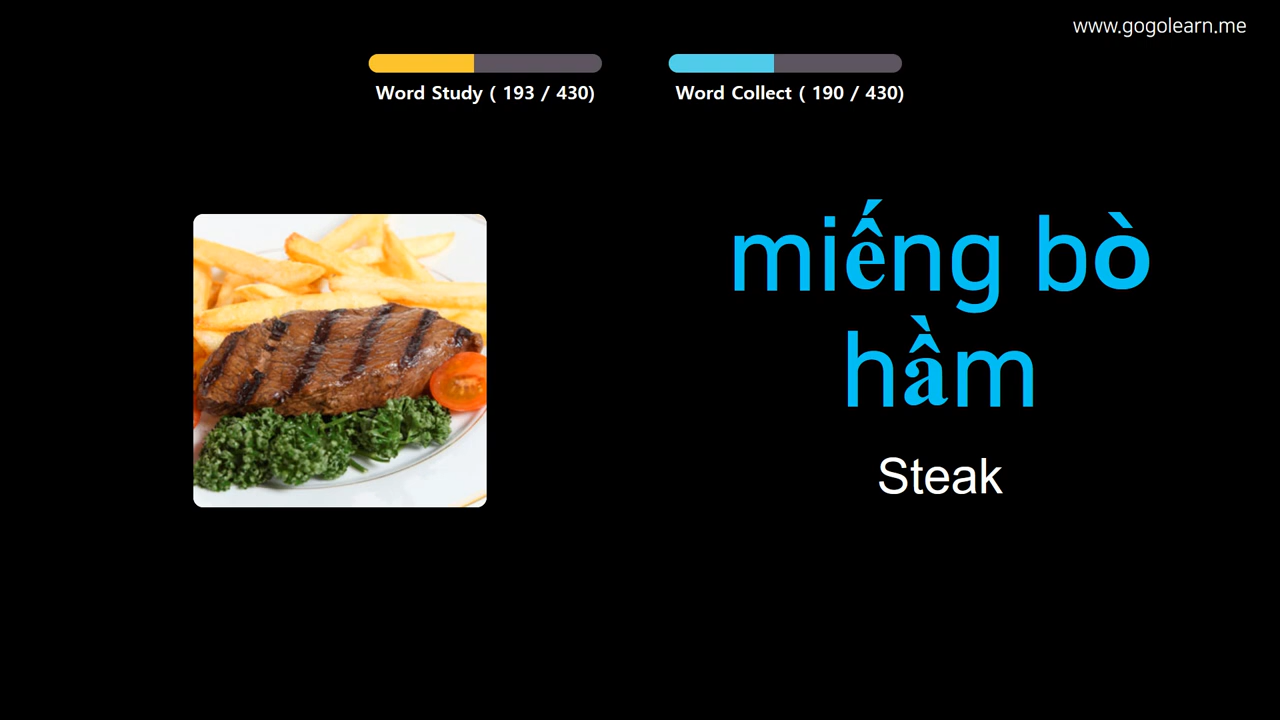 www.gogolearn.me
Word Study ( 193 / 430)
Word Collect ( 190 / 430)
miếng bò
hầm
Steak